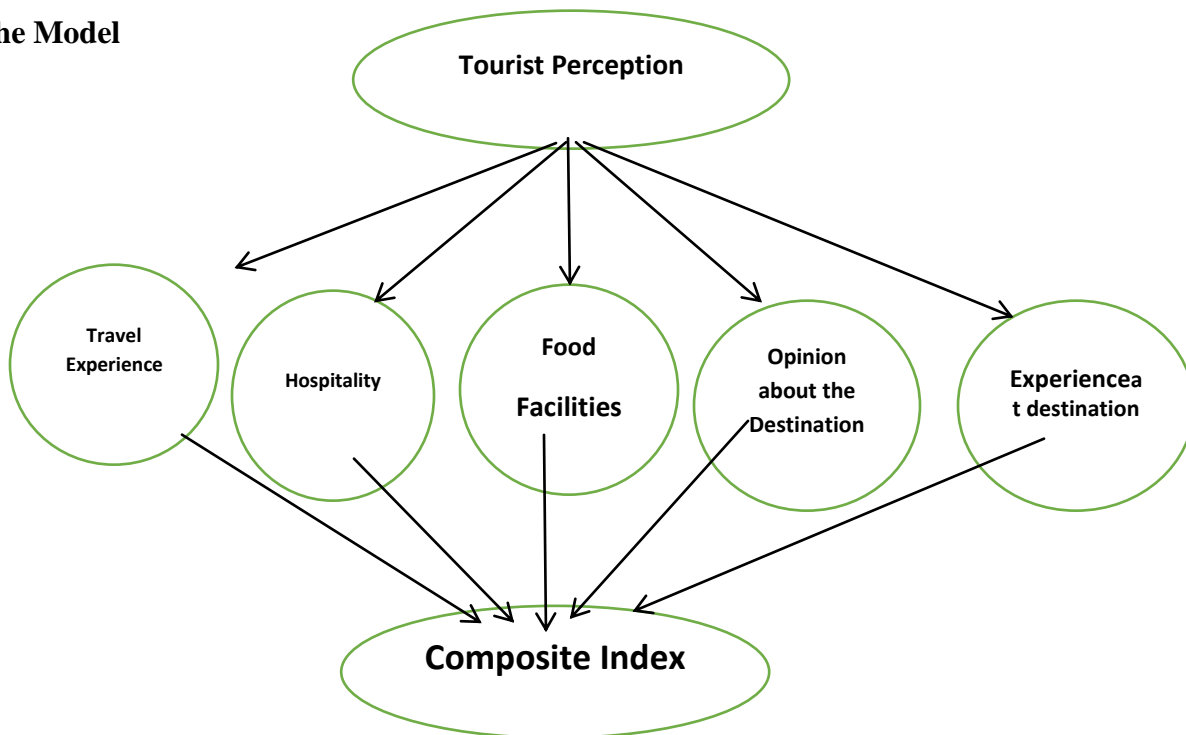 he Model
Tourist Perception
Travel
Experience
Hospitality
Food
Facilities
Opinion
about the
Destination
Experiencea
t destination
Composite Index